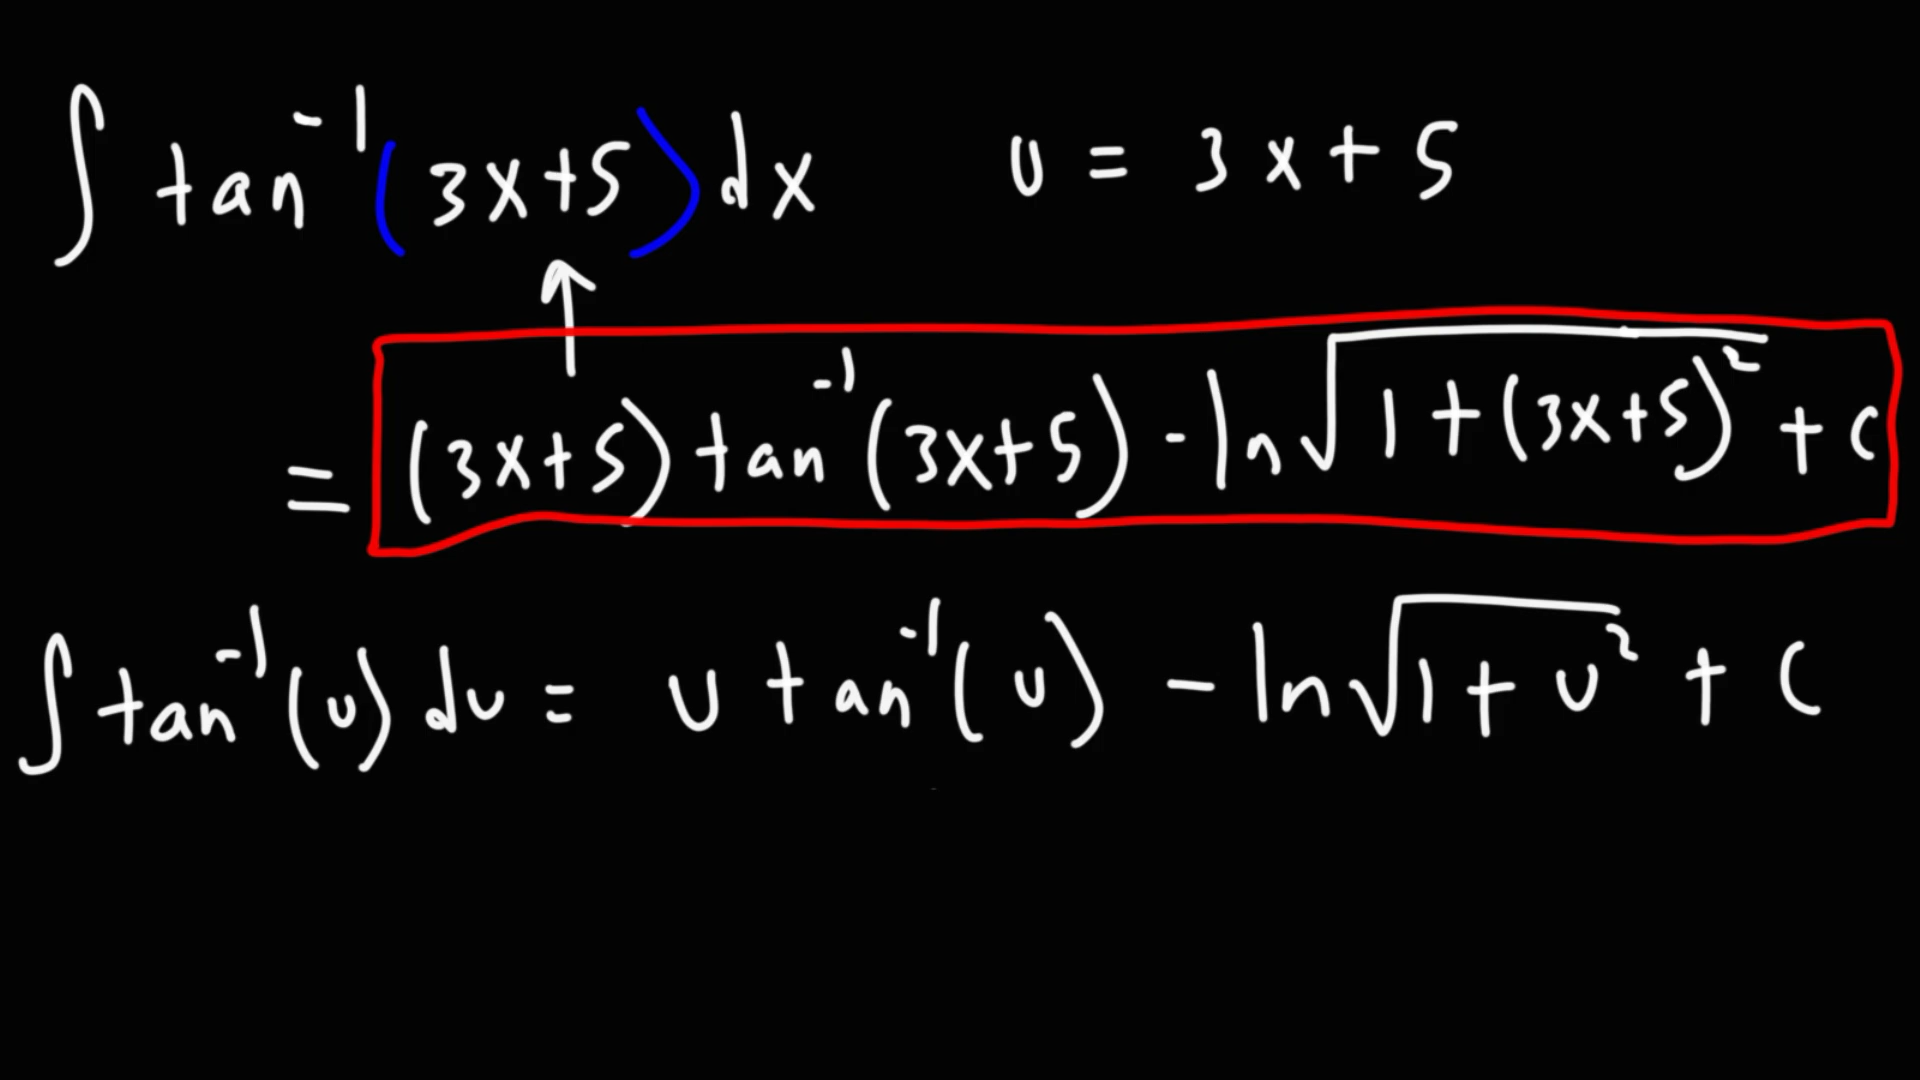 ∫ tan⁻¹(3x+5) dx    u = 3x+5
= (3x+5) tan⁻¹(3x+5) - ln√(1+(3x+5)²) + C
∫ tan⁻¹(u) du = u tan⁻¹(u) - ln√(1+u²) + C